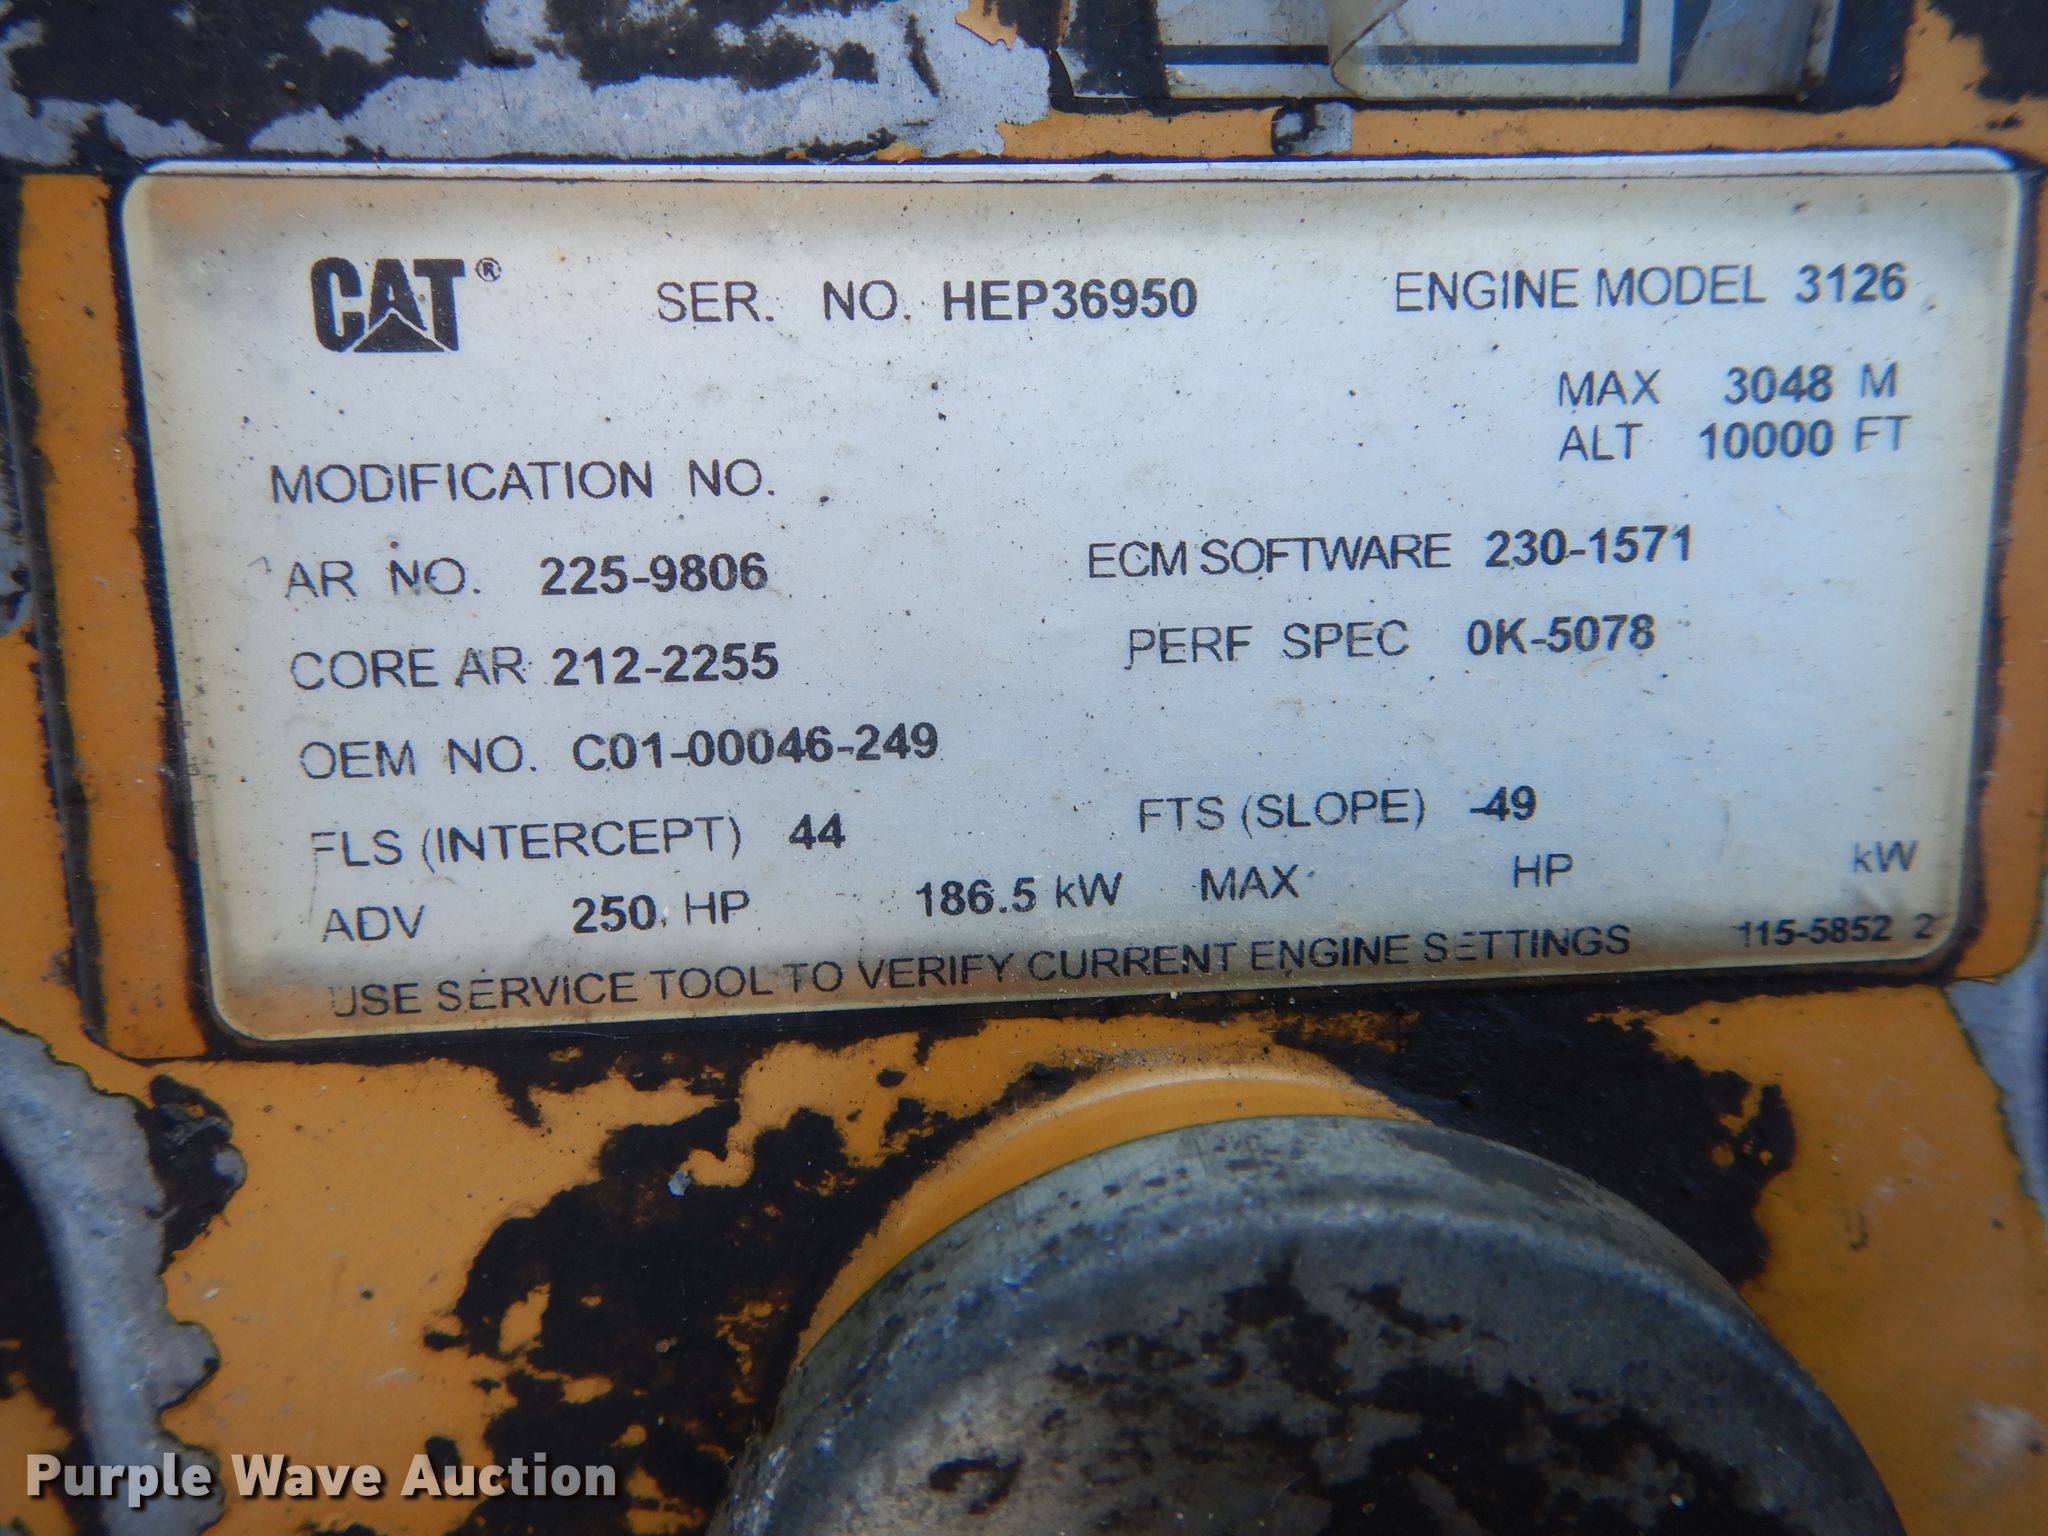 CAT® SER. NO. HEP36950 ENGINE MODEL 3126
MAX 3048 M
ALT 10000 FT
MODIFICATION NO.
AR NO. 225-9806 ECM SOFTWARE 230-1571
CORE AR 212-2255 PERF SPEC 0K-5078
OEM NO. C01-00046-249
FLS (INTERCEPT) 44 FTS (SLOPE) -49
ADV 250 HP 186.5 kW MAX HP kW
USE SERVICE TOOL TO VERIFY CURRENT ENGINE SETTINGS 115-5852 2
Purple Wave Auction